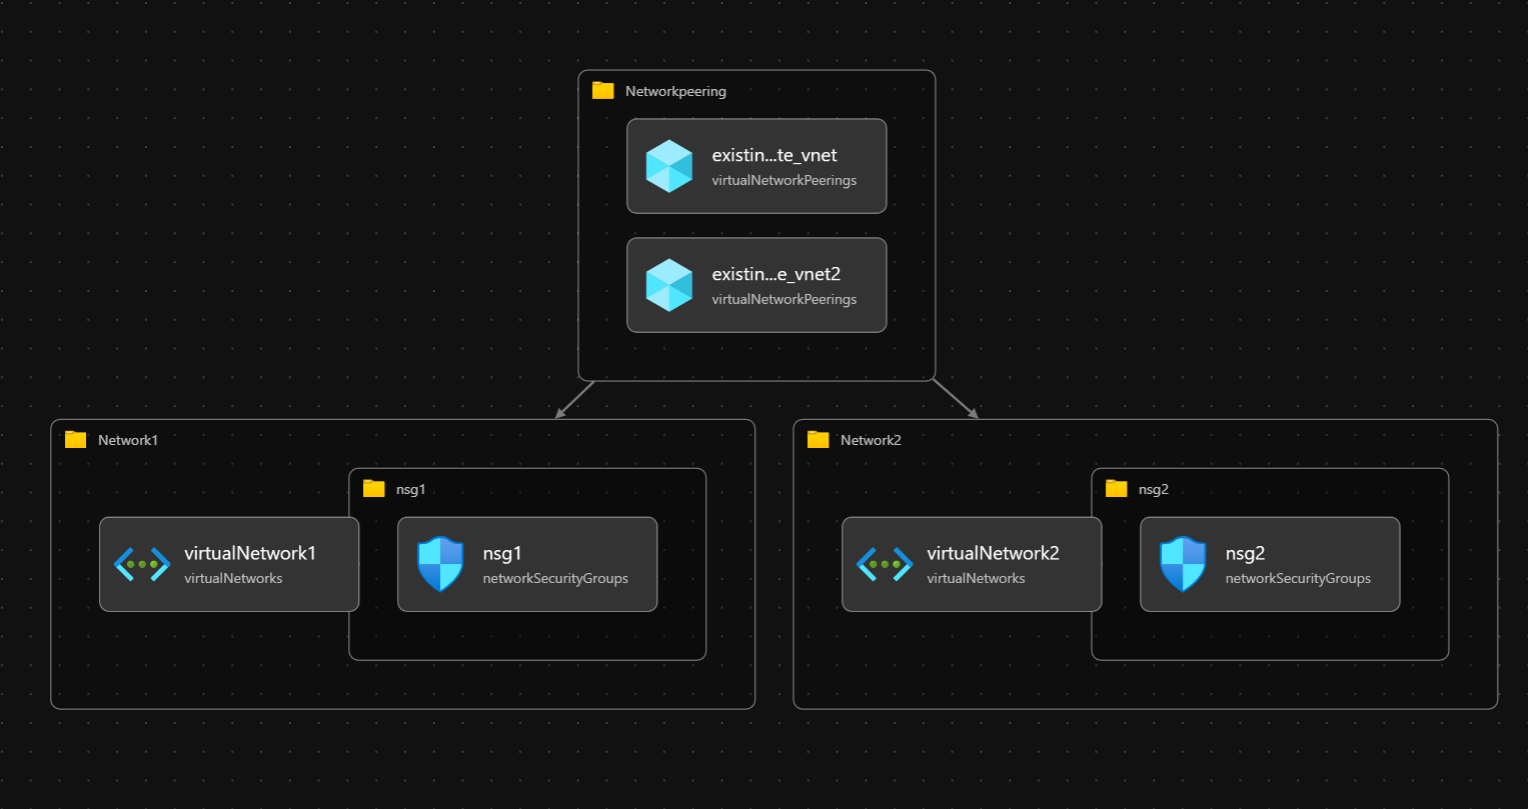 Networkpeering
existin...te_vnet
virtualNetworkPeerings
existin...e_vnet2
virtualNetworkPeerings
Network1
nsg1
virtualNetwork1
virtualNetworks
nsg1
networkSecurityGroups
Network2
nsg2
virtualNetwork2
virtualNetworks
nsg2
networkSecurityGroups